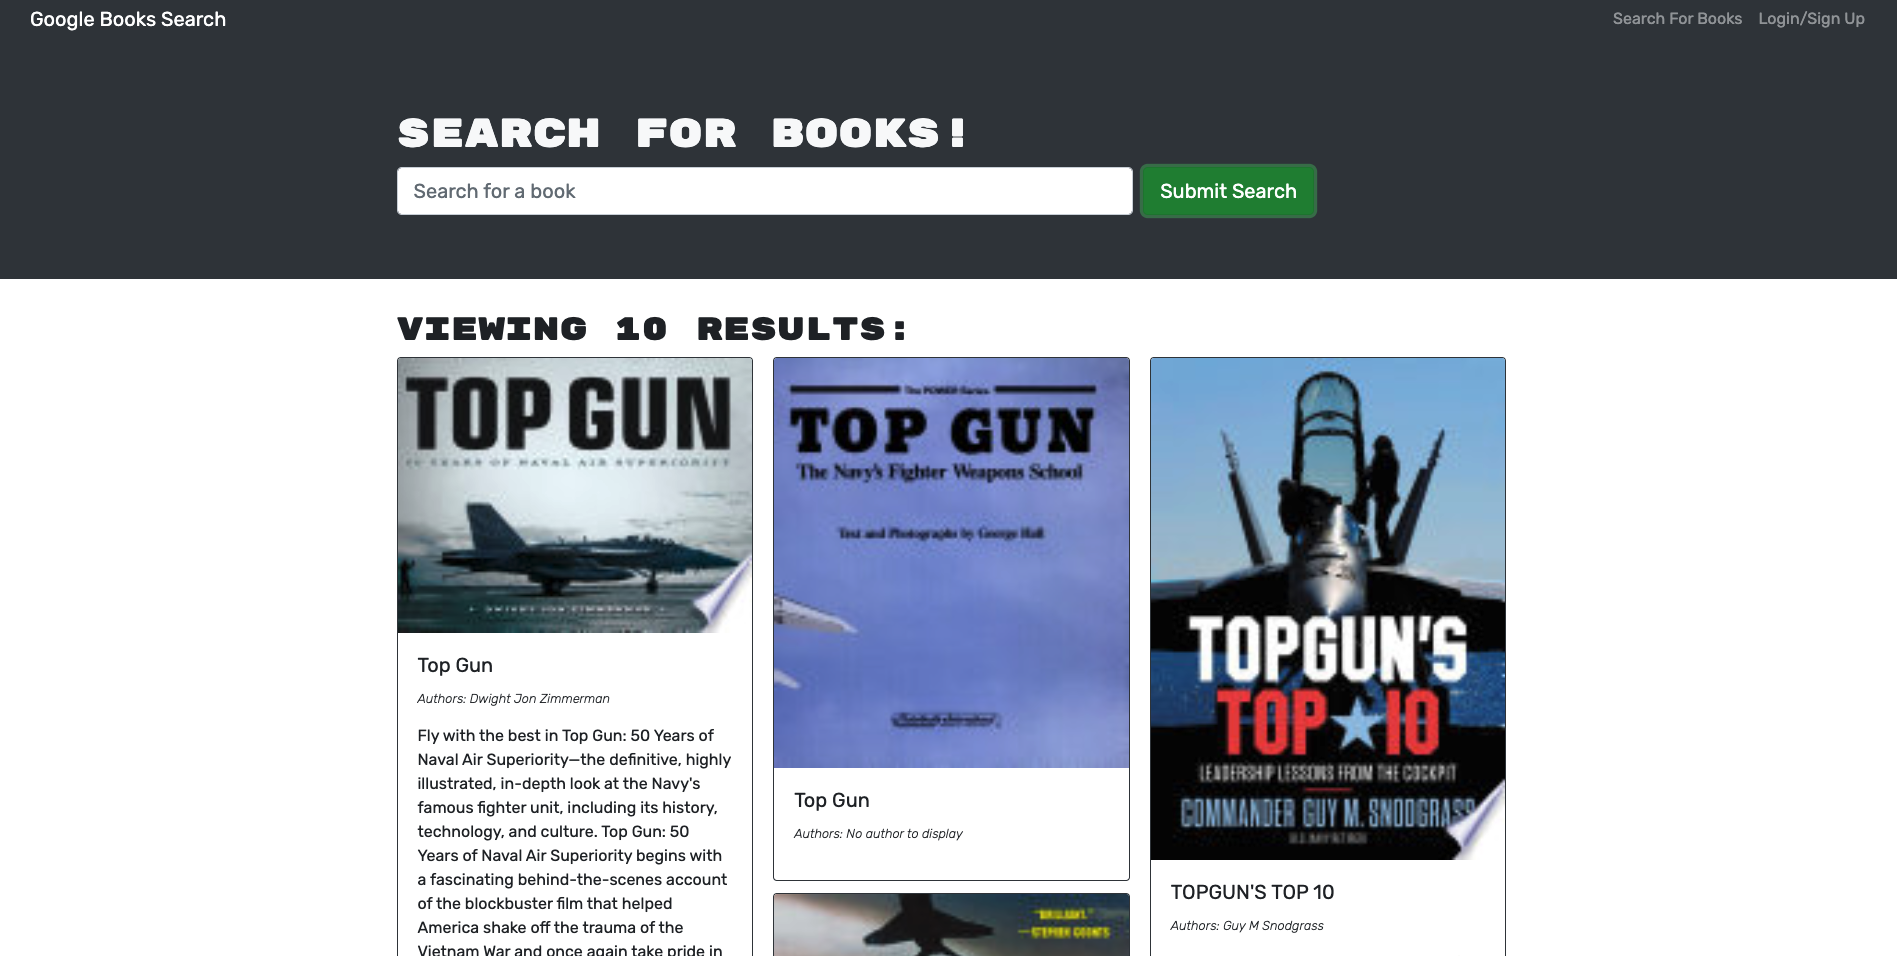 Google Books Search
Search For Books
Login/Sign Up
SEARCH FOR BOOKS!
Search for a book
Submit Search
VIEWING 10 RESULTS:
TOP GUN
50 YEARS OF NAVAL AIR SUPERIORITY
DWIGHT JON ZIMMERMAN
Top Gun
Authors: Dwight Jon Zimmerman
Fly with the best in Top Gun: 50 Years of
Naval Air Superiority—the definitive, highly
illustrated, in-depth look at the Navy's
famous fighter unit, including its history,
technology, and culture. Top Gun: 50
Years of Naval Air Superiority begins with
a fascinating behind-the-scenes account
of the blockbuster film that helped
America shake off the trauma of the
Vietnam War and once again take pride in
The POWER Series
TOP GUN
The Navy's Fighter Weapons School
Text and Photographs by George Hall
Top Gun
Authors: No author to display
"BRILLIANT."
—STEPHEN COONTS
TOPGUN'S
TOP 10
LEADERSHIP LESSONS FROM THE COCKPIT
COMMANDER GUY M. SNODGRASS
U.S. NAVY RETIRED
TOPGUN'S TOP 10
Authors: Guy M Snodgrass